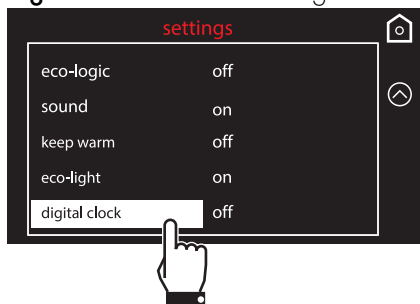 settings
eco-logic off
sound on
keep warm off
eco-light on
digital clock off